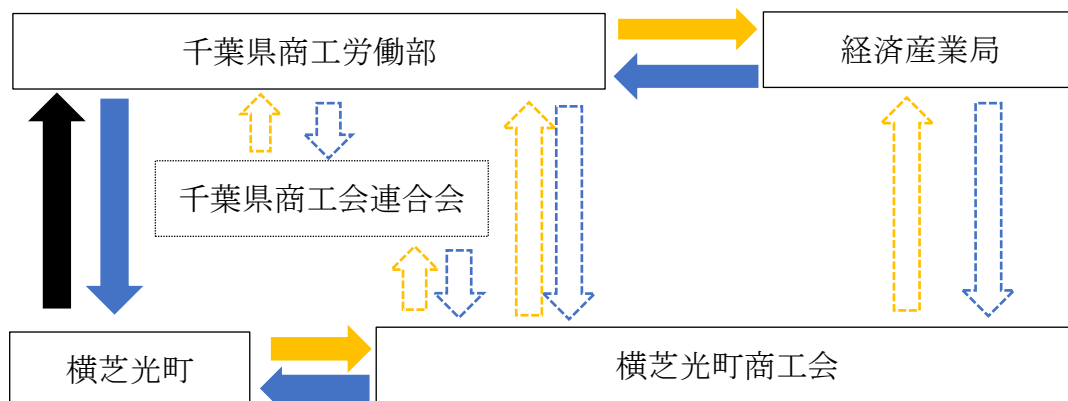 千葉県商工労働部
経済産業局
千葉県商工会連合会
横芝光町
横芝光町商工会